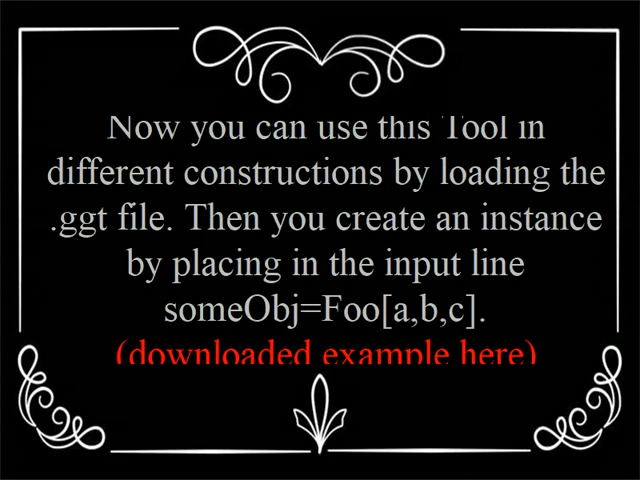 Now you can use this Tool in
different constructions by loading the
.ggt file. Then you create an instance
by placing in the input line
someObj=Foo[a,b,c].
(downloaded example here)